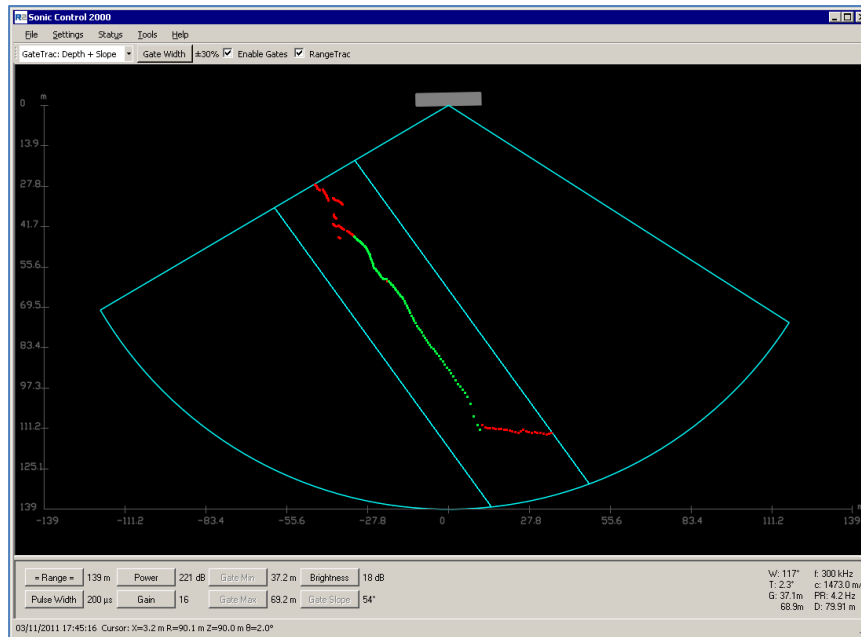 R2 Sonic Control 2000
File Settings Status Tools Help
GateTrac: Depth + Slope Gate Width ±30% Enable Gates RangeTrac
m
0
13.9
27.8
41.7
55.6
69.5
83.4
97.3
111.2
125.1
139
-139 -111.2 -83.4 -55.6 -27.8 0 27.8 55.6 83.4 111.2 139
= Range = 139 m Power 221 dB Gate Min 37.2 m Brightness 18 dB
Pulse Width 200 µs Gain 16 Gate Max 69.2 m Gate Slope 54°
W: 117° f: 300 kHz
T: 2.3° c: 1473.0 m/
G: 37.1m PR: 4.2 Hz
68.9m D: 79.91 m
03/11/2011 17:45:16 Cursor: X=3.2 m R=90.1 m Z=90.0 m θ=2.0°